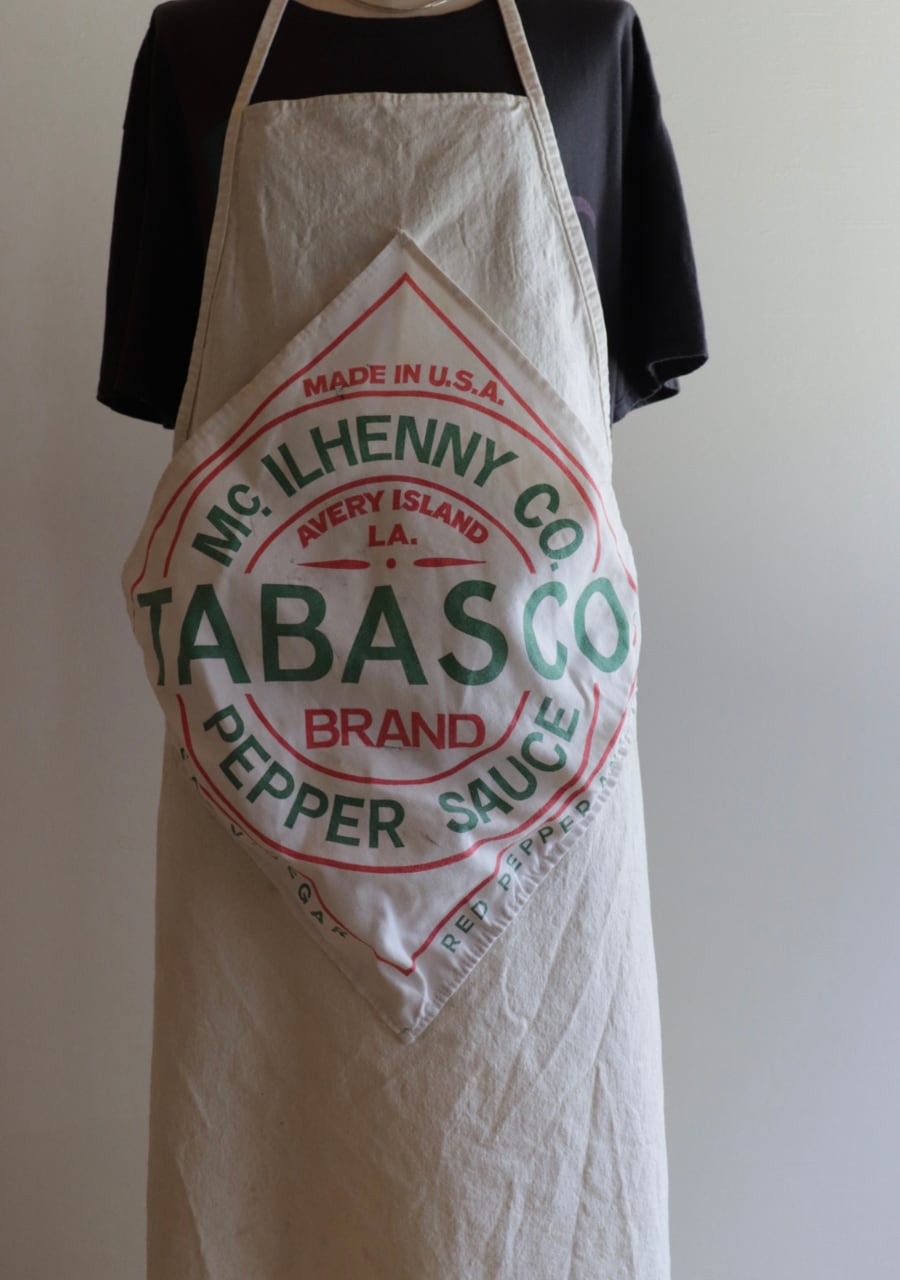 MADE IN U.S.A.
Mc. ILHENNY CO.
AVERY ISLAND
LA.
TABASCO
BRAND
PEPPER SAUCE
RED PEPPER